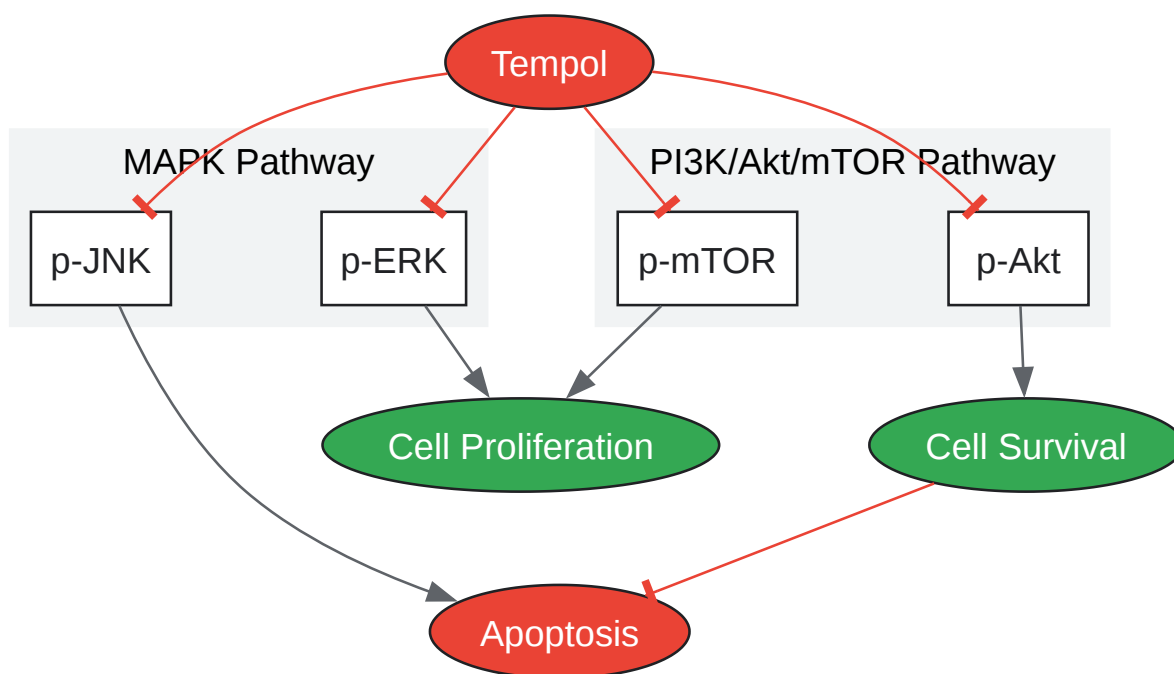 Tempol
MAPK Pathway
PI3K/Akt/mTOR Pathway
p-JNK
p-ERK
p-mTOR
p-Akt
Cell Proliferation
Cell Survival
Apoptosis